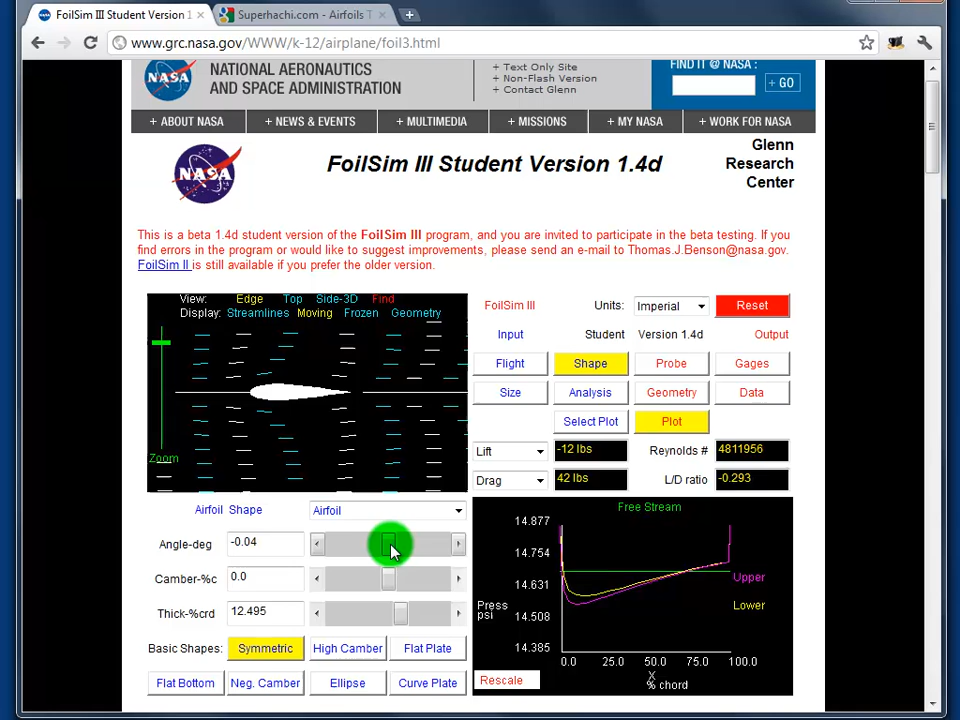 FoilSim III Student Version 1
Superhachi.com - Airfoils T
www.grc.nasa.gov/WWW/k-12/airplane/foil3.html
NASA
NATIONAL AERONAUTICS
AND SPACE ADMINISTRATION
+ Text Only Site
+ Non-Flash Version
+ Contact Glenn
FIND IT @ NASA :
+ GO
+ ABOUT NASA
+ NEWS & EVENTS
+ MULTIMEDIA
+ MISSIONS
+ MY NASA
+ WORK FOR NASA
NASA
FoilSim III Student Version 1.4d
Glenn
Research
Center
This is a beta 1.4d student version of the FoilSim III program, and you are invited to participate in the beta testing. If you
find errors in the program or would like to suggest improvements, please send an e-mail to Thomas.J.Benson@nasa.gov.
FoilSim II is still available if you prefer the older version.
View: Edge Top Side-3D Find
Display: Streamlines Moving Frozen Geometry
Zoom
FoilSim III Units: Imperial Reset
Input Student Version 1.4d Output
Flight Shape Probe Gages
Size Analysis Geometry Data
Select Plot Plot
Lift -12 lbs Reynolds # 4811956
Drag 42 lbs L/D ratio -0.293
Airfoil Shape Airfoil
Angle-deg -0.04
Camber-%c 0.0
Thick-%crd 12.495
Basic Shapes: Symmetric High Camber Flat Plate
Flat Bottom Neg. Camber Ellipse Curve Plate
Free Stream
14.877
14.754
14.631
14.508
14.385
Press
psi
Upper
Lower
0.0 25.0 50.0 75.0 100.0
X
% chord
Rescale